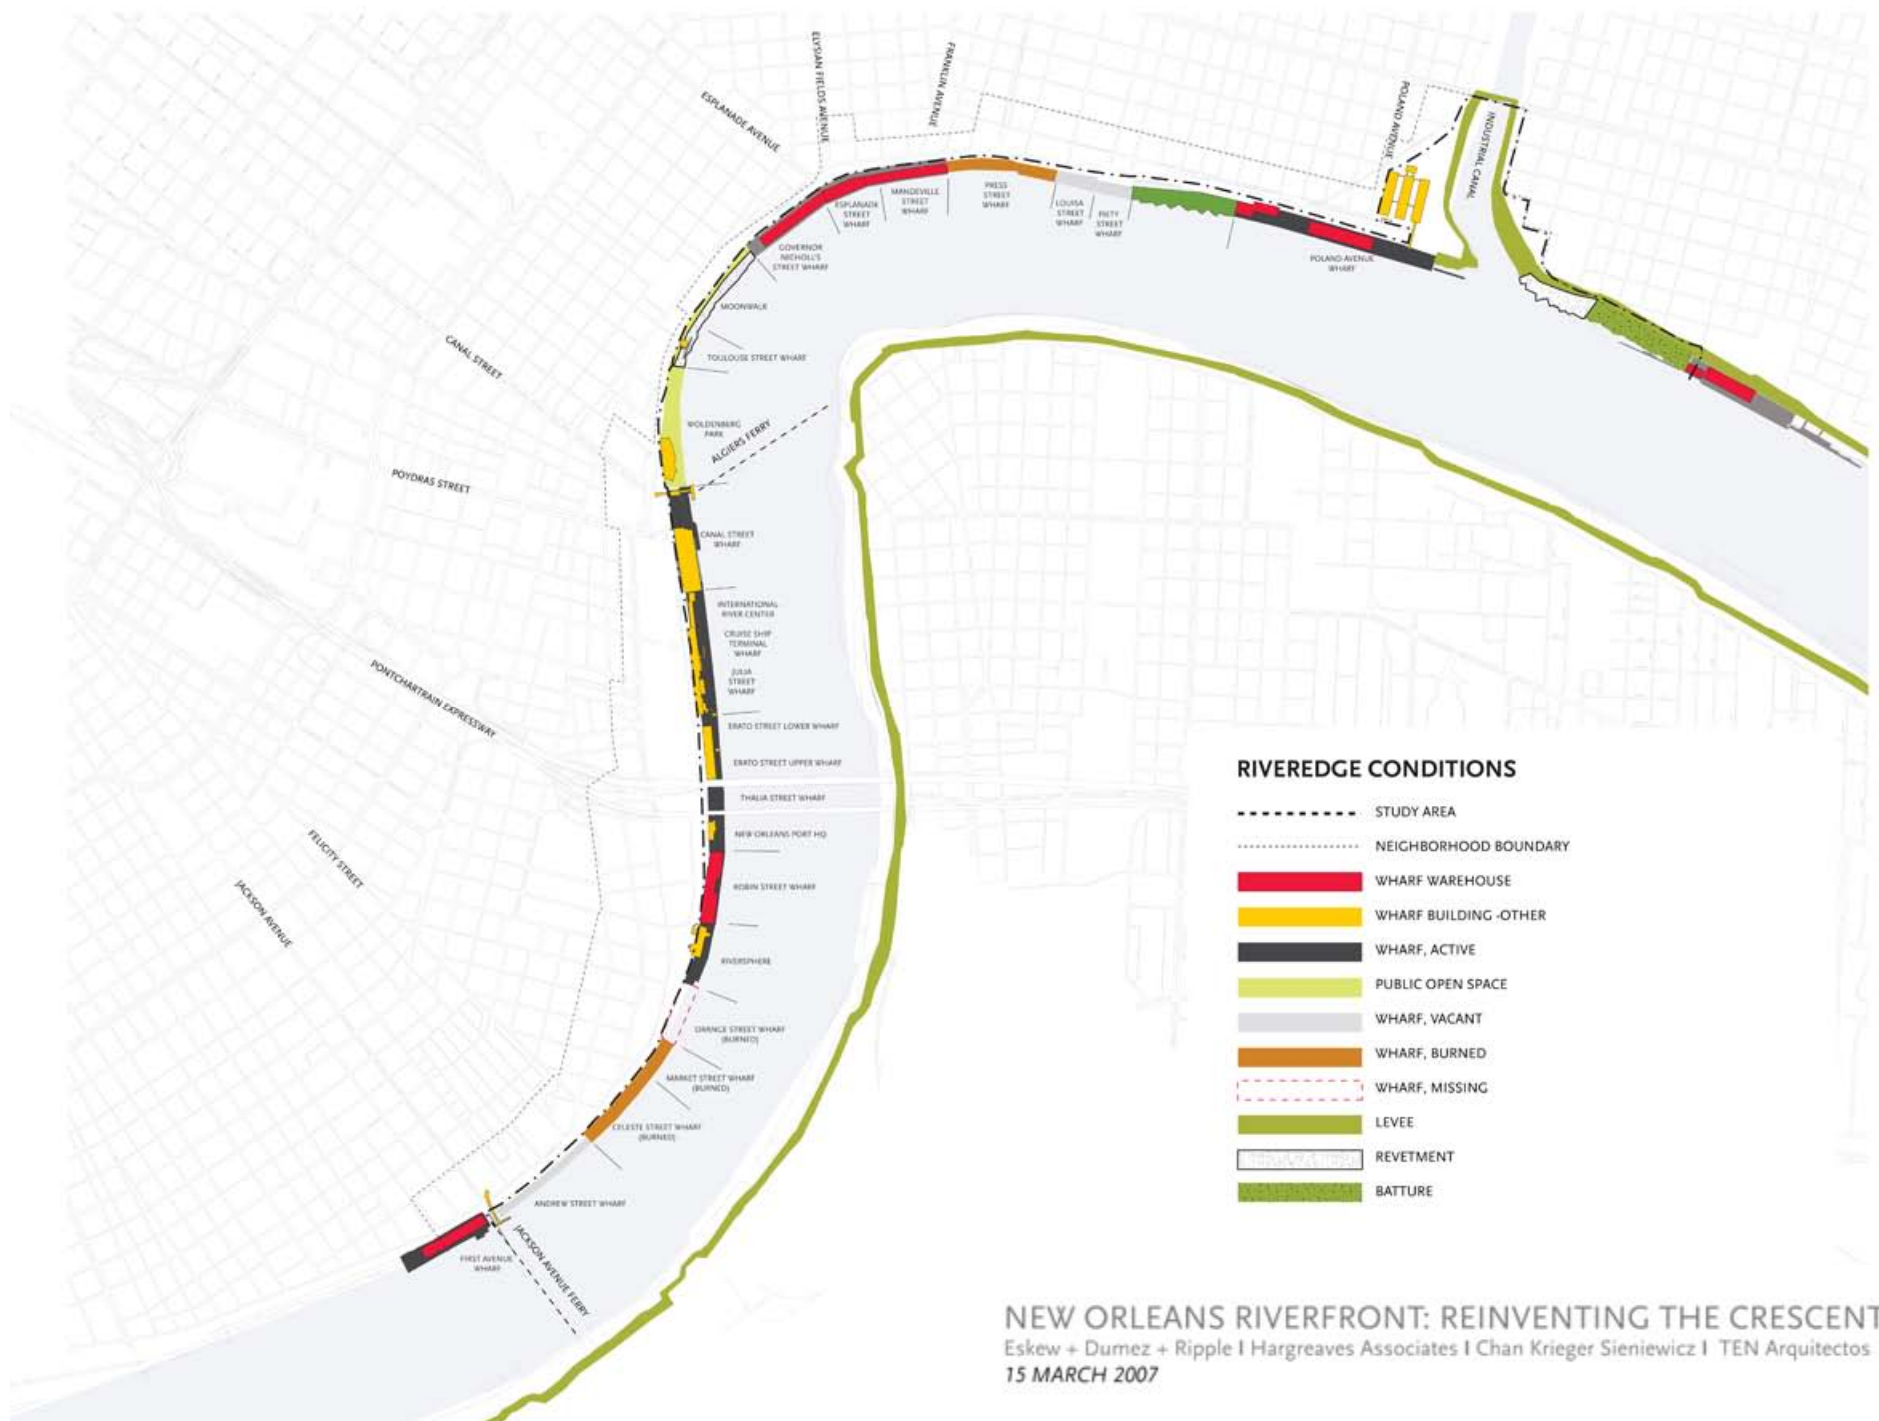 ELYSIAN FIELDS AVENUE
FRANKLIN AVENUE
ESPLANADE AVENUE
POLAND AVENUE
INDUSTRIAL CANAL
MANDEVILLE
STREET
WHARF
ESPLANADE
STREET
WHARF
PRESS
STREET
WHARF
LOUISA
STREET
WHARF
PIETY
STREET
WHARF
GOVERNOR
NICHOLL'S
STREET WHARF
POLAND AVENUE
WHARF
MOONWALK
CANAL STREET
TOULOUSE STREET WHARF
WOLDENBERG
PARK
ALGIERS FERRY
POYDRAS STREET
CANAL STREET
WHARF
INTERNATIONAL
RIVER CENTER
CRUISE SHIP
TERMINAL
WHARF
JULIA
STREET
WHARF
PONTCHARTRAIN EXPRESSWAY
ERATO STREET LOWER WHARF
ERATO STREET UPPER WHARF
THALIA STREET WHARF
NEW ORLEANS PORT HQ
FELICITY STREET
JACKSON AVENUE
ROBIN STREET WHARF
RIVERSPHERE
ORANGE STREET WHARF
(BURNED)
MARKET STREET WHARF
(BURNED)
CELESTE STREET WHARF
(BURNED)
ANDREW STREET WHARF
JACKSON AVENUE FERRY
FIRST AVENUE
WHARF
RIVEREDGE CONDITIONS
STUDY AREA
NEIGHBORHOOD BOUNDARY
WHARF WAREHOUSE
WHARF BUILDING -OTHER
WHARF, ACTIVE
PUBLIC OPEN SPACE
WHARF, VACANT
WHARF, BURNED
WHARF, MISSING
LEVEE
REVETMENT
BATTURE
NEW ORLEANS RIVERFRONT: REINVENTING THE CRESCENT
Eskew + Dumez + Ripple I Hargreaves Associates I Chan Krieger Sieniewicz I TEN Arquitectos
15 MARCH 2007